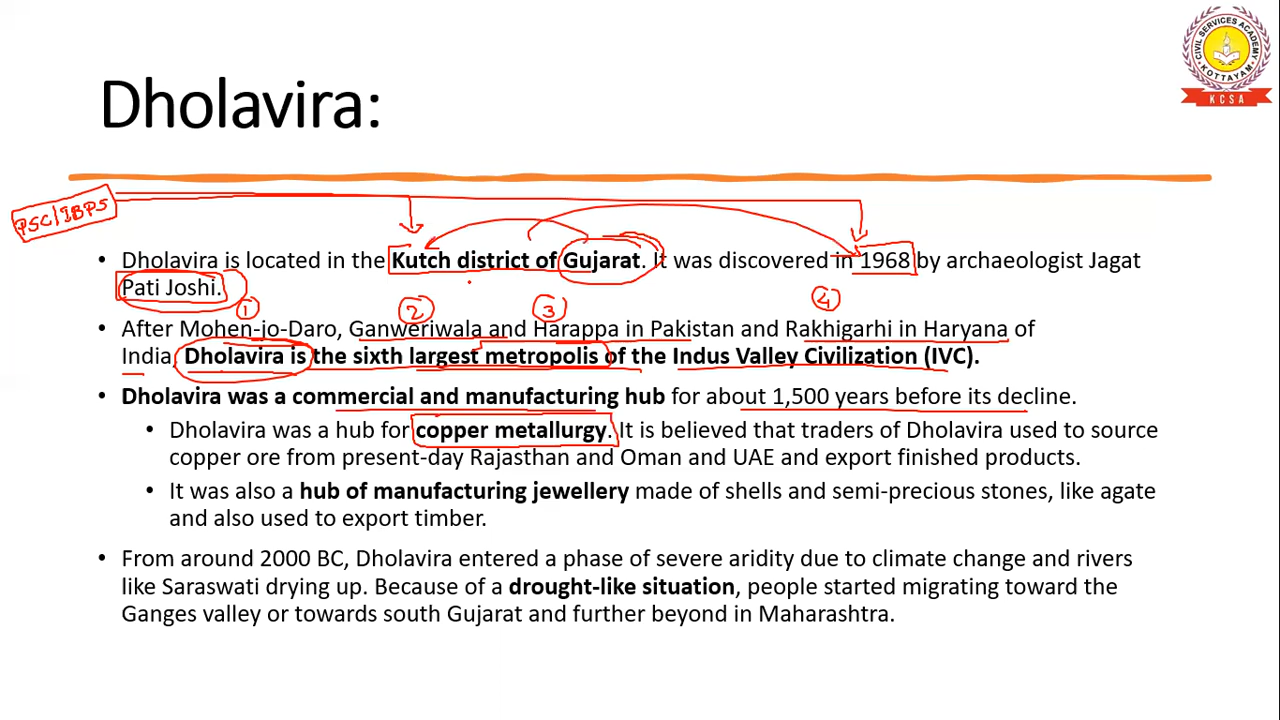 CIVIL SERVICES ACADEMY
KOTTAYAM
KCSA
Dholavira:
PSC/IBPS
• Dholavira is located in the Kutch district of Gujarat. It was discovered in 1968 by archaeologist Jagat
Pati Joshi.
1 2 3 4
• After Mohen-jo-Daro, Ganweriwala and Harappa in Pakistan and Rakhigarhi in Haryana of
India, Dholavira is the sixth largest metropolis of the Indus Valley Civilization (IVC).
• Dholavira was a commercial and manufacturing hub for about 1,500 years before its decline.
• Dholavira was a hub for copper metallurgy. It is believed that traders of Dholavira used to source
copper ore from present-day Rajasthan and Oman and UAE and export finished products.
• It was also a hub of manufacturing jewellery made of shells and semi-precious stones, like agate
and also used to export timber.
• From around 2000 BC, Dholavira entered a phase of severe aridity due to climate change and rivers
like Saraswati drying up. Because of a drought-like situation, people started migrating toward the
Ganges valley or towards south Gujarat and further beyond in Maharashtra.